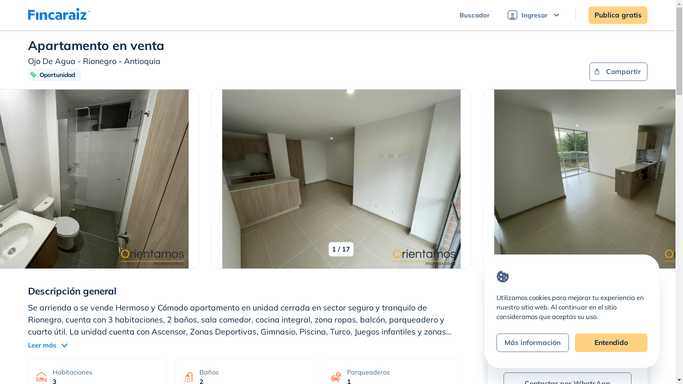 Fincaraiz
Buscador
Ingresar
Publica gratis
Apartamento en venta
Ojo De Agua - Rionegro - Antioquia
Oportunidad
Compartir
Orientamos
1 / 17
Orientamos
Descripción general
Se arrienda o se vende Hermoso y Cómodo apartamento en unidad cerrada en sector seguro y tranquilo de
Rionegro, cuenta con 3 habitaciones, 2 baños, sala comedor, cocina integral, zona ropas, balcón, parqueadero y
cuarto útil. La unidad cuenta con Ascensor, Zonas Deportivas, Gimnasio, Piscina, Turco, Juegos infantiles y zonas...
Leer más
Habitaciones
3
Baños
2
Parqueaderos
1
Utilizamos cookies para mejorar tu experiencia en
nuestro sitio web. Al continuar en el sitio
consideramos que aceptas su uso.
Más información
Entendido
Contactar por WhatsApp